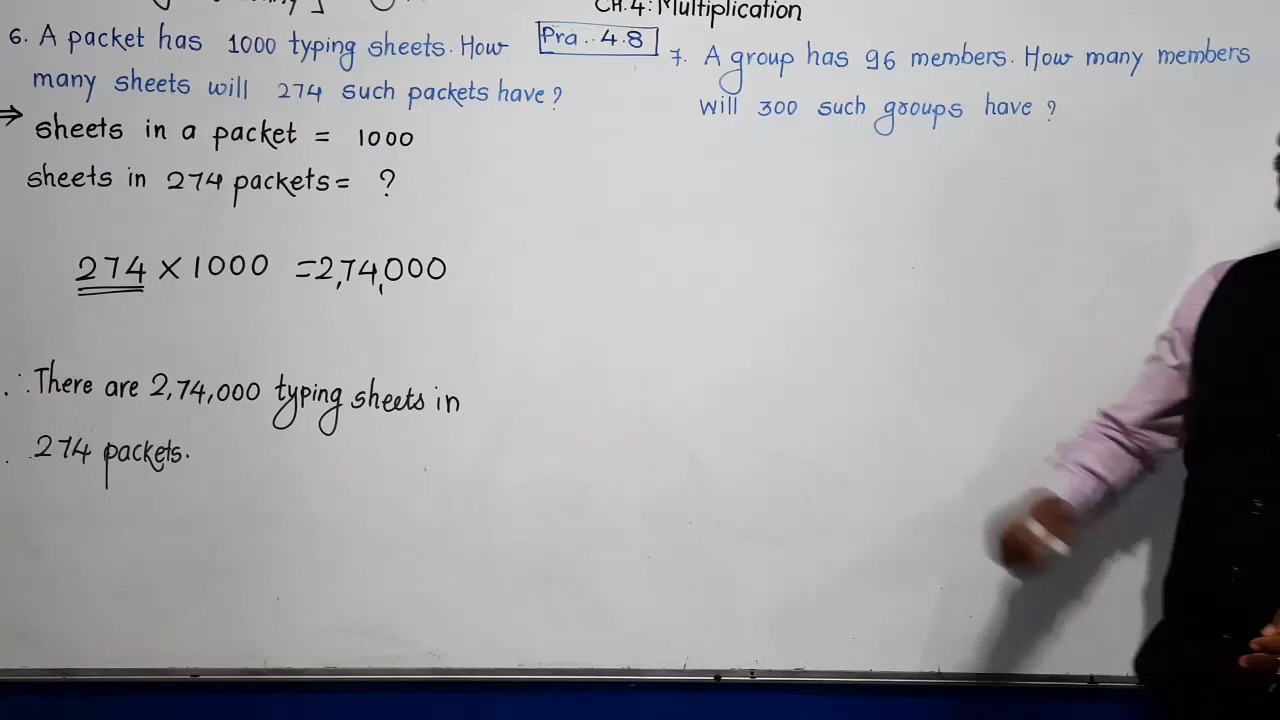 CH.4: Multiplication
Pra.. 4.8
6. A packet has 1000 typing sheets. How
many sheets will 274 such packets have?
⇒ sheets in a packet = 1000
sheets in 274 packets = ?
274 × 1000 = 2,74,000
∴ There are 2,74,000 typing sheets in
274 packets.
7. A group has 96 members. How many members
will 300 such groups have?